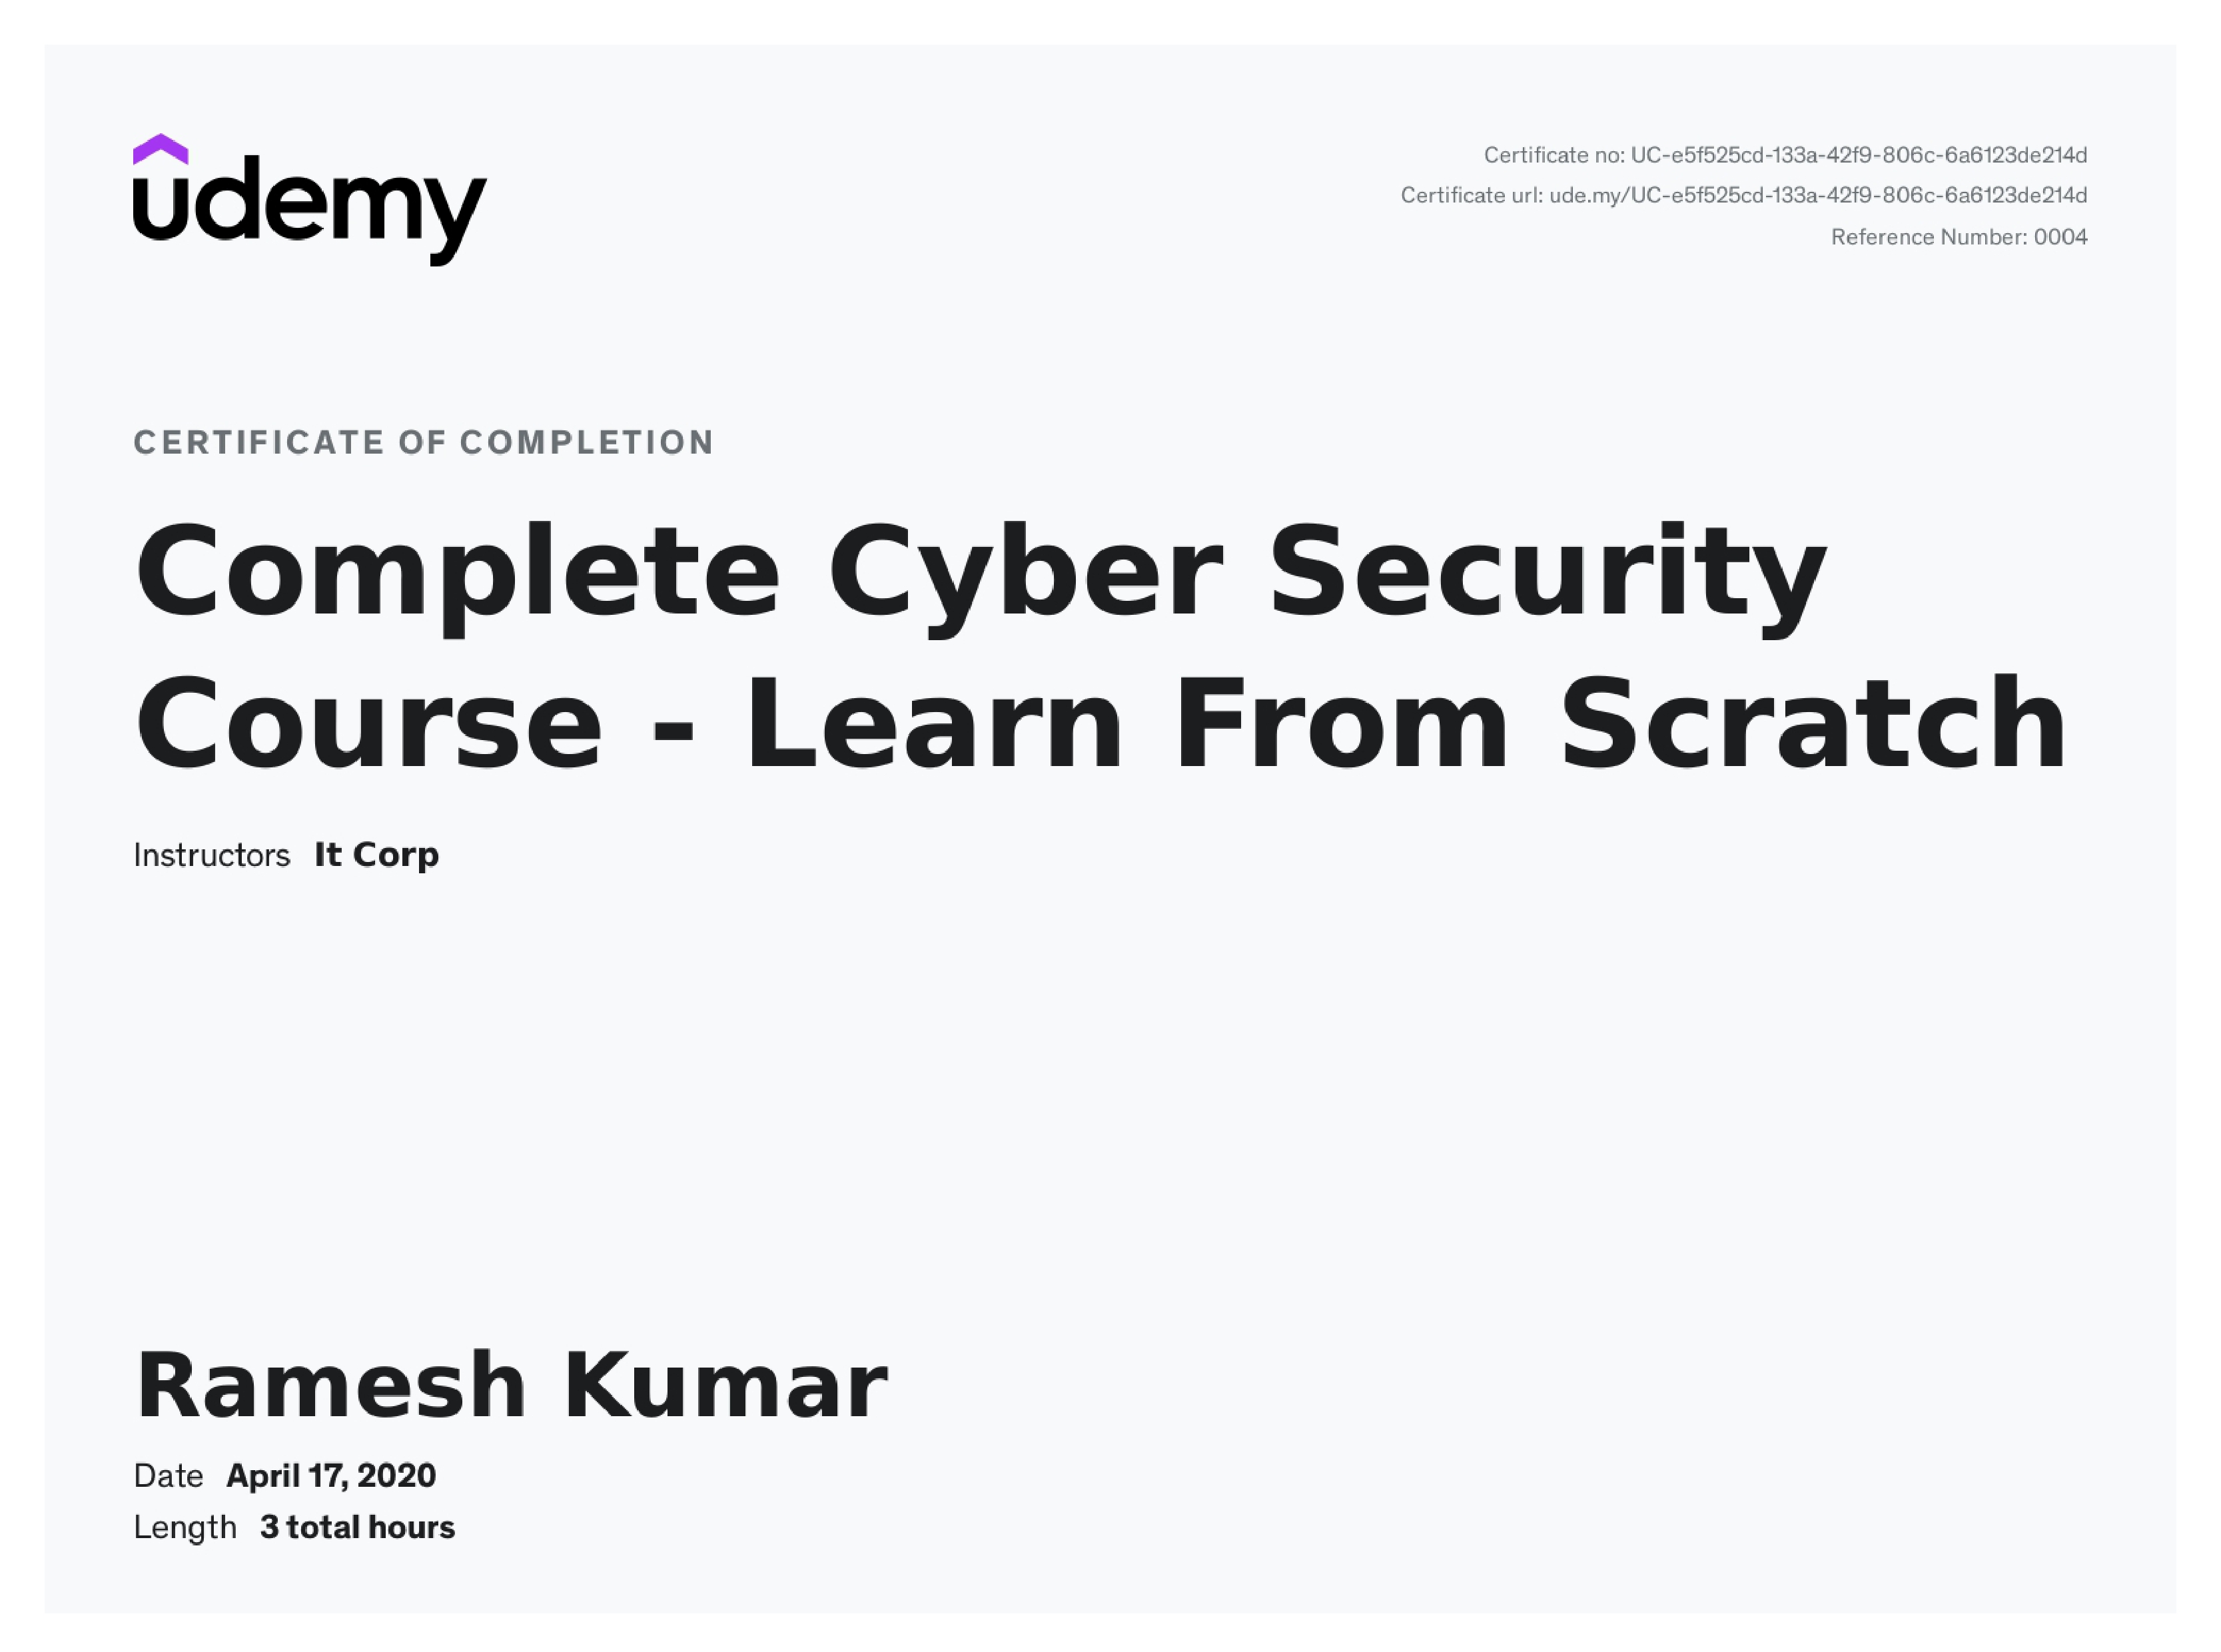 udemy
Certificate no: UC-e5f525cd-133a-42f9-806c-6a6123de214d
Certificate url: ude.my/UC-e5f525cd-133a-42f9-806c-6a6123de214d
Reference Number: 0004
CERTIFICATE OF COMPLETION
Complete Cyber Security
Course - Learn From Scratch
Instructors It Corp
Ramesh Kumar
Date April 17, 2020
Length 3 total hours